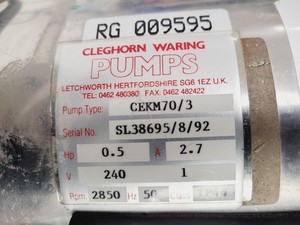 RG 009595
CLEGHORN WARING
PUMPS
LETCHWORTH HERTFORDSHIRE SG6 1EZ U.K.
TEL: 0462 480380 FAX: 0462 482422
Pump Type: CEKM70/3
Serial No. SL38695/8/92
Hp 0.5 A 2.7
V 240 1
Rpm 2850 Hz 50